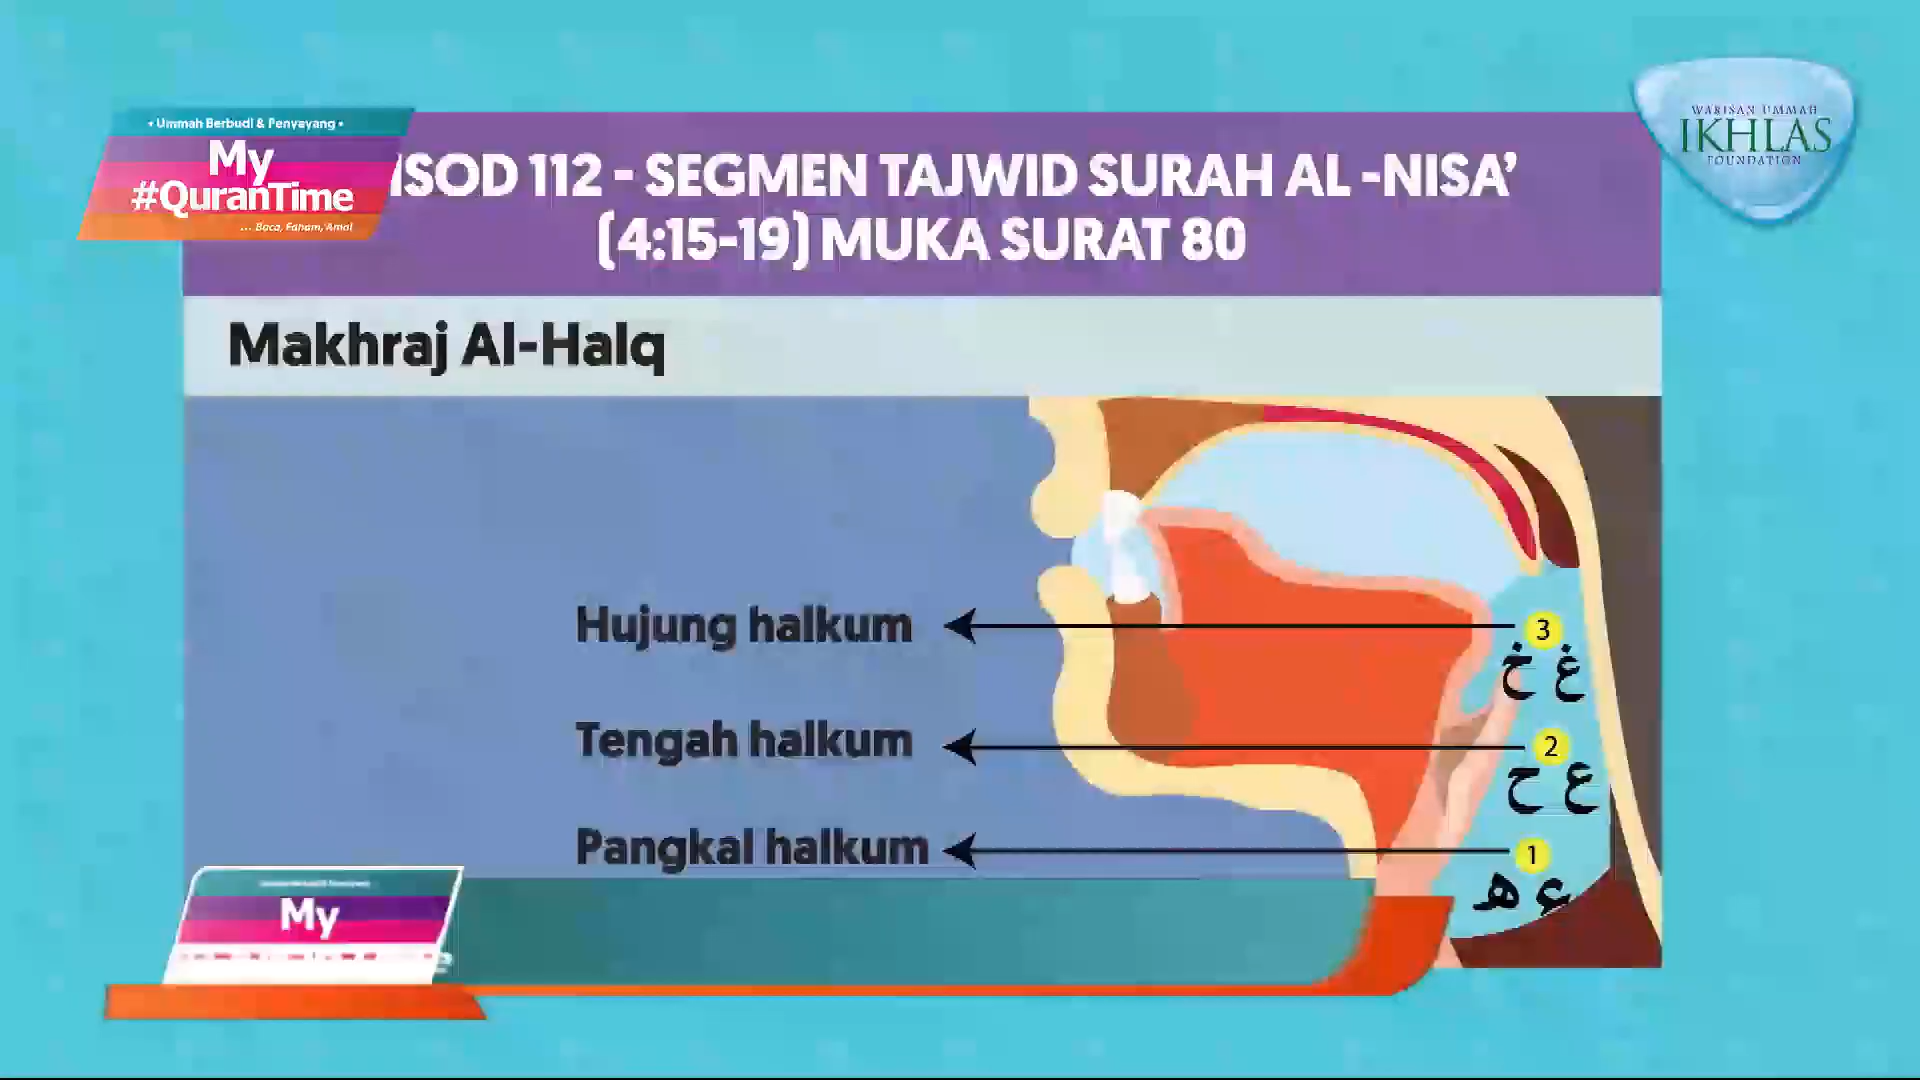 • Ummah Berbudi & Penyayang •
My
#QuranTime
... Baca, Faham, Amal
ISOD 112 - SEGMEN TAJWID SURAH AL -NISA’
(4:15-19) MUKA SURAT 80
WARISAN UMMAH
IKHLAS
FOUNDATION
Makhraj Al-Halq
Hujung halkum
3
غ خ
Tengah halkum
2
ع ح
Pangkal halkum
1
ء ه
My